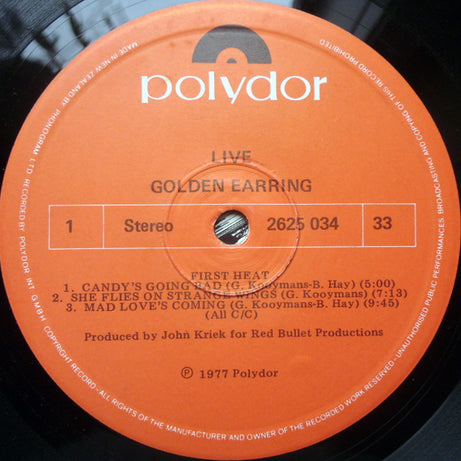 polydor
LIVE
GOLDEN EARRING
1 Stereo 2625 034 33
FIRST HEAT
1. CANDY'S GOING BAD (G. Kooymans-B. Hay) (5:00)
2. SHE FLIES ON STRANGE WINGS (G. Kooymans) (7:13)
3. MAD LOVE'S COMING (G. Kooymans-B. Hay) (9:45)
(All C/C)
Produced by John Kriek for Red Bullet Productions
℗ 1977 Polydor
MADE IN NEW ZEALAND BY PHONOGRAM LTD. RECORDED BY POLYDOR INT. GMBH COPYRIGHT RECORD - ALL RIGHTS OF THE MANUFACTURER AND OWNER OF THE RECORDED WORK RESERVED - UNAUTHORISED PUBLIC PERFORMANCES, BROADCASTING AND COPYING OF THIS RECORD PROHIBITED